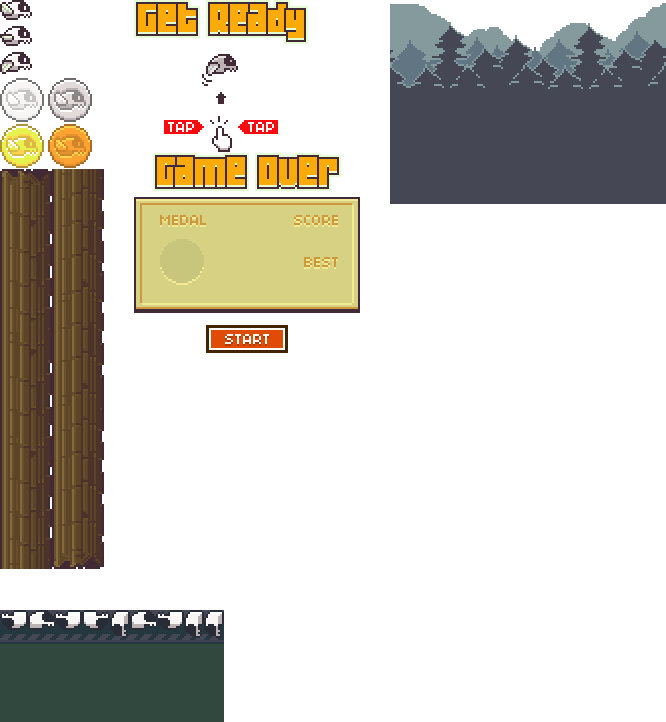 Get Ready
TAP TAP
Game Over
MEDAL SCORE
BEST
START